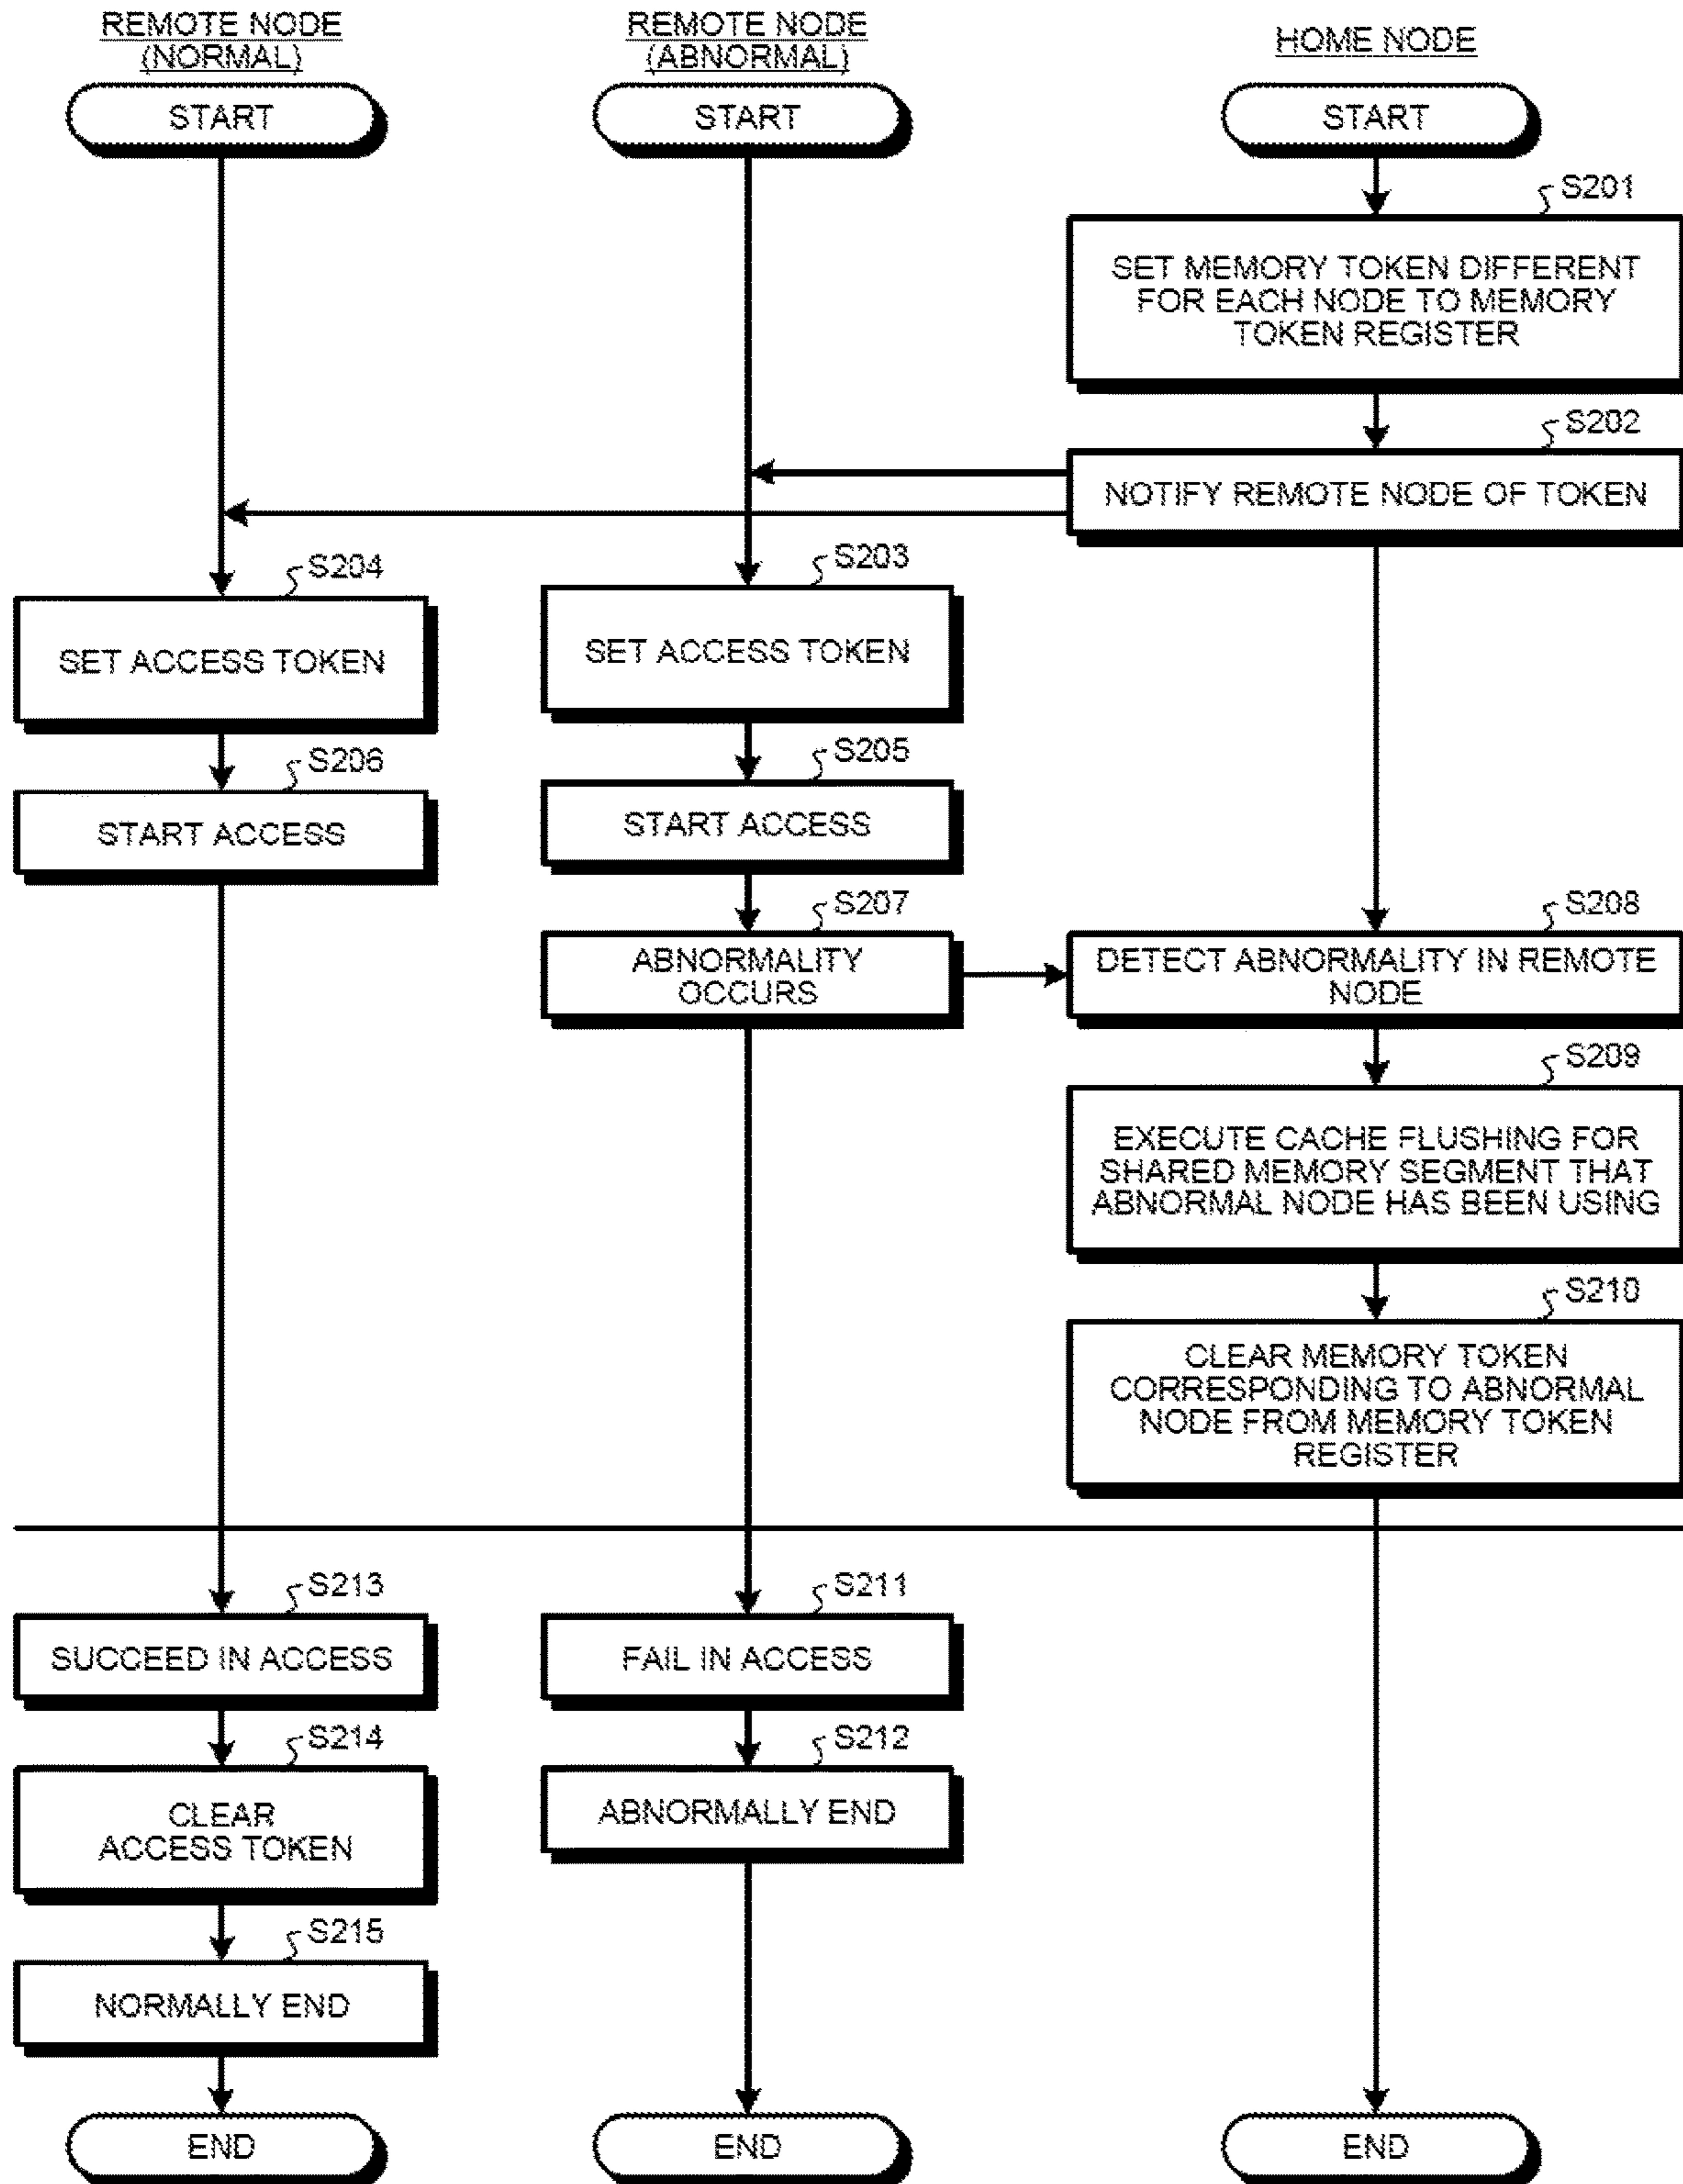 REMOTE NODE
(NORMAL)
REMOTE NODE
(ABNORMAL)
HOME NODE
START
START
START
S201
SET MEMORY TOKEN DIFFERENT
FOR EACH NODE TO MEMORY
TOKEN REGISTER
S202
NOTIFY REMOTE NODE OF TOKEN
S204
SET ACCESS TOKEN
S203
SET ACCESS TOKEN
S206
START ACCESS
S205
START ACCESS
S207
ABNORMALITY
OCCURS
S208
DETECT ABNORMALITY IN REMOTE
NODE
S209
EXECUTE CACHE FLUSHING FOR
SHARED MEMORY SEGMENT THAT
ABNORMAL NODE HAS BEEN USING
S210
CLEAR MEMORY TOKEN
CORRESPONDING TO ABNORMAL
NODE FROM MEMORY TOKEN
REGISTER
S213
SUCCEED IN ACCESS
S211
FAIL IN ACCESS
S214
CLEAR
ACCESS TOKEN
S212
ABNORMALLY END
S215
NORMALLY END
END
END
END